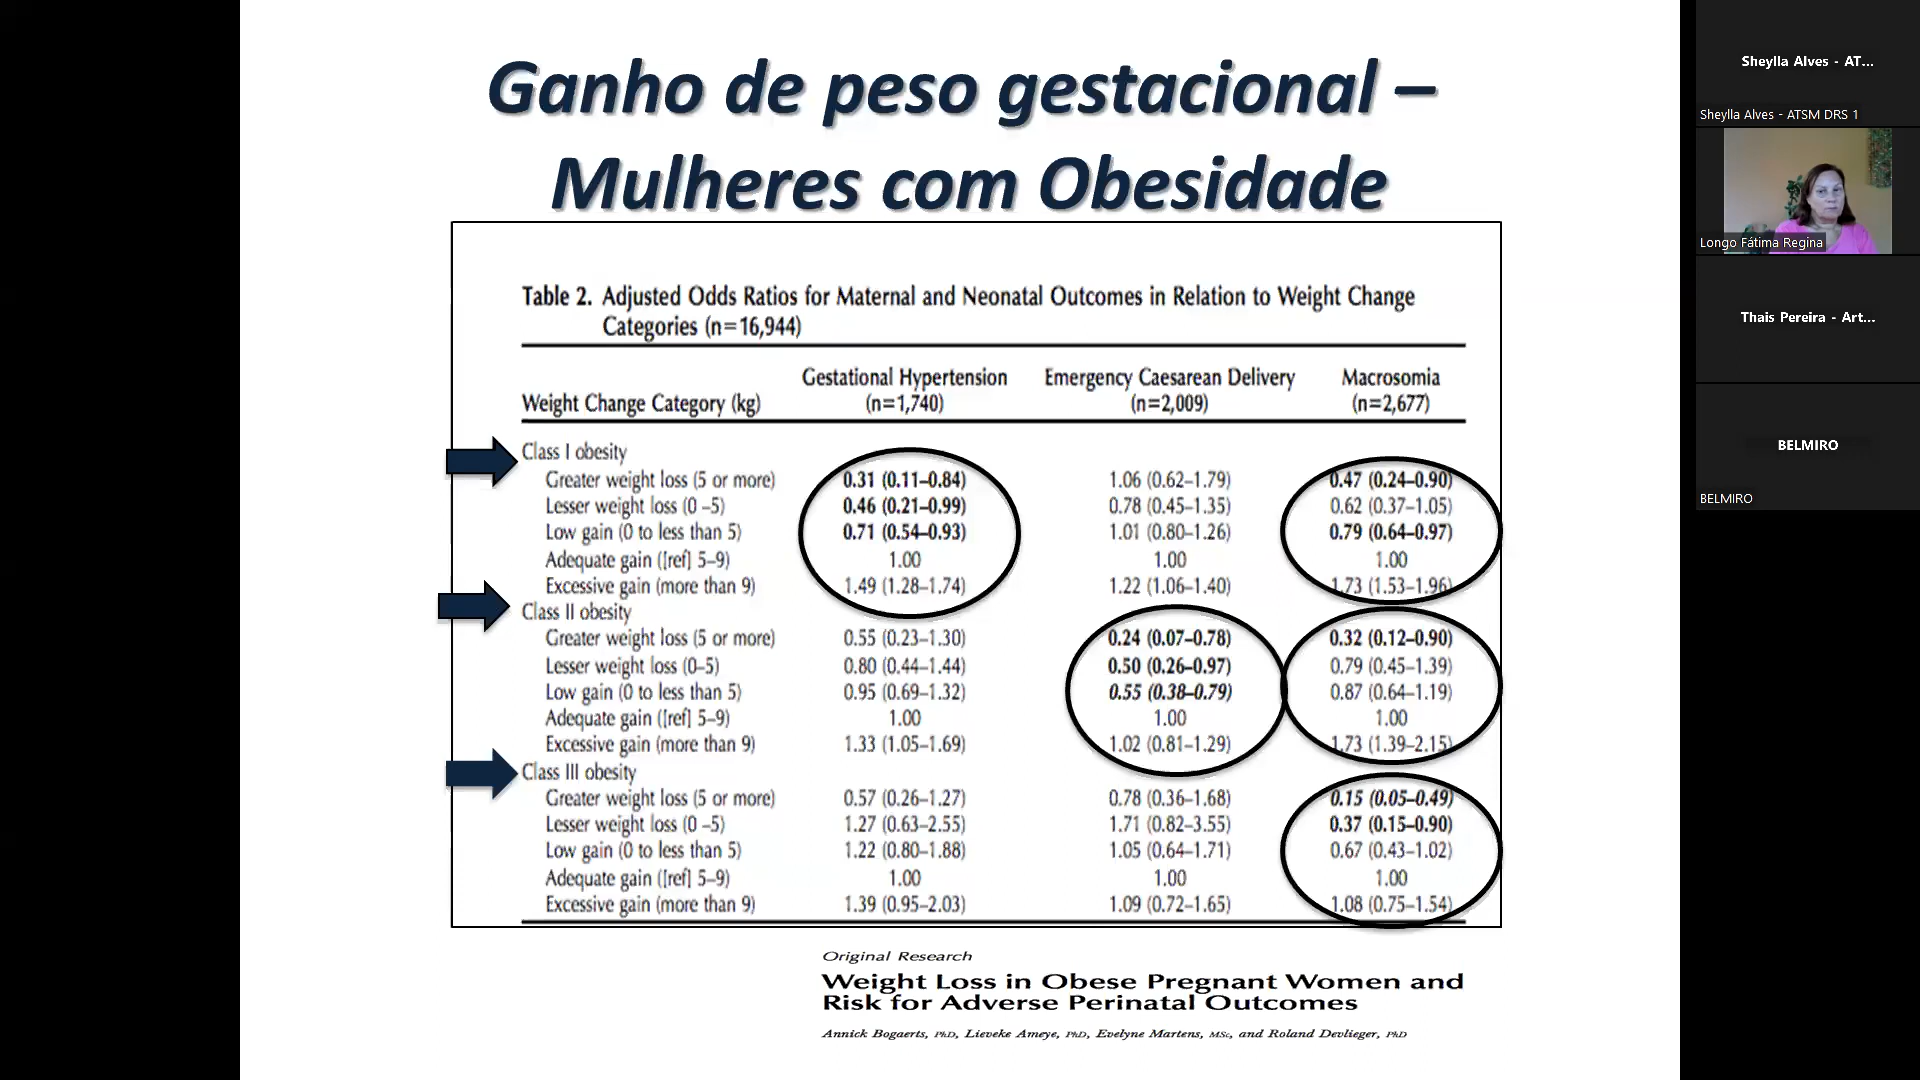 Ganho de peso gestacional –
Mulheres com Obesidade
Table 2. Adjusted Odds Ratios for Maternal and Neonatal Outcomes in Relation to Weight Change
Categories (n=16,944)
Weight Change Category (kg) Gestational Hypertension (n=1,740) Emergency Caesarean Delivery (n=2,009) Macrosomia (n=2,677)
Class I obesity
Greater weight loss (5 or more) 0.31 (0.11–0.84) 1.06 (0.62–1.79) 0.47 (0.24–0.90)
Lesser weight loss (0 –5) 0.46 (0.21–0.99) 0.78 (0.45–1.35) 0.62 (0.37–1.05)
Low gain (0 to less than 5) 0.71 (0.54–0.93) 1.01 (0.80–1.26) 0.79 (0.64–0.97)
Adequate gain ([ref] 5–9) 1.00 1.00 1.00
Excessive gain (more than 9) 1.49 (1.28–1.74) 1.22 (1.06–1.40) 1.73 (1.53–1.96)
Class II obesity
Greater weight loss (5 or more) 0.55 (0.23–1.30) 0.24 (0.07–0.78) 0.32 (0.12–0.90)
Lesser weight loss (0–5) 0.80 (0.44–1.44) 0.50 (0.26–0.97) 0.79 (0.45–1.39)
Low gain (0 to less than 5) 0.95 (0.69–1.32) 0.55 (0.38–0.79) 0.87 (0.64–1.19)
Adequate gain ([ref] 5–9) 1.00 1.00 1.00
Excessive gain (more than 9) 1.33 (1.05–1.69) 1.02 (0.81–1.29) 1.73 (1.39–2.15)
Class III obesity
Greater weight loss (5 or more) 0.57 (0.26–1.27) 0.78 (0.36–1.68) 0.15 (0.05–0.49)
Lesser weight loss (0 –5) 1.27 (0.63–2.55) 1.71 (0.82–3.55) 0.37 (0.15–0.90)
Low gain (0 to less than 5) 1.22 (0.80–1.88) 1.05 (0.64–1.71) 0.67 (0.43–1.02)
Adequate gain ([ref] 5–9) 1.00 1.00 1.00
Excessive gain (more than 9) 1.39 (0.95–2.03) 1.09 (0.72–1.65) 1.08 (0.75–1.54)
Original Research
Weight Loss in Obese Pregnant Women and
Risk for Adverse Perinatal Outcomes
Annick Bogaerts, PhD, Lieveke Ameye, PhD, Evelyne Martens, MSc, and Roland Devlieger, PhD
Sheylla Alves - AT...
Sheylla Alves - ATSM DRS 1
Longo Fátima Regina
Thais Pereira - Art...
BELMIRO
BELMIRO